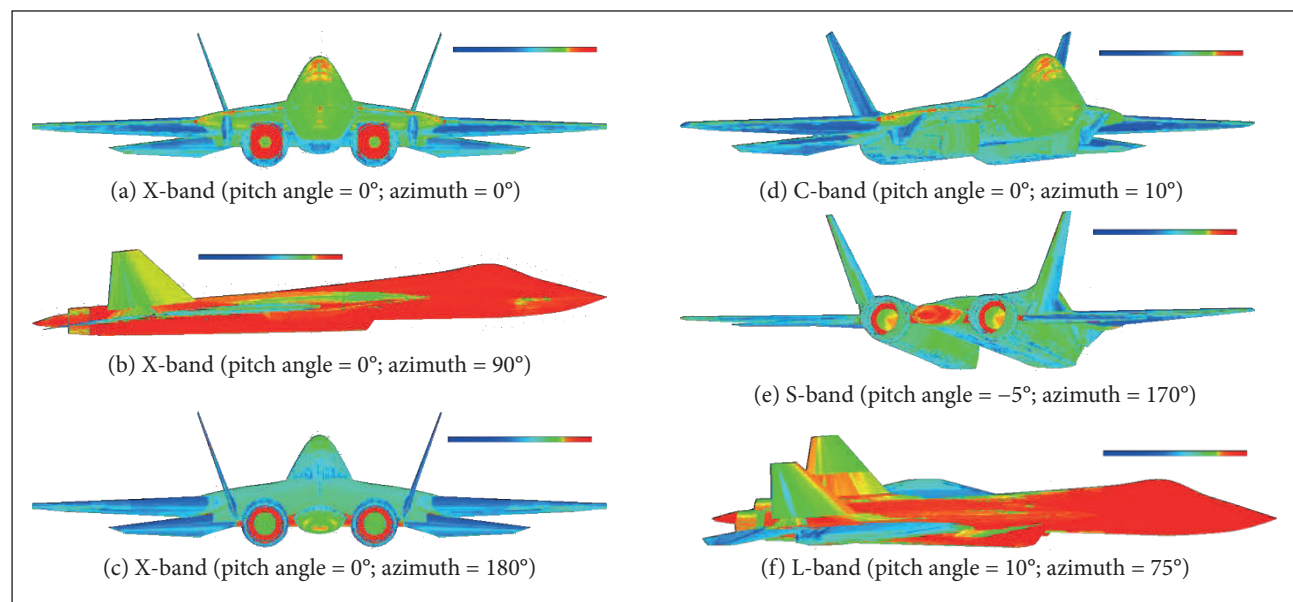 (a) X-band (pitch angle = 0°; azimuth = 0°)
(b) X-band (pitch angle = 0°; azimuth = 90°)
(c) X-band (pitch angle = 0°; azimuth = 180°)
(d) C-band (pitch angle = 0°; azimuth = 10°)
(e) S-band (pitch angle = −5°; azimuth = 170°)
(f) L-band (pitch angle = 10°; azimuth = 75°)